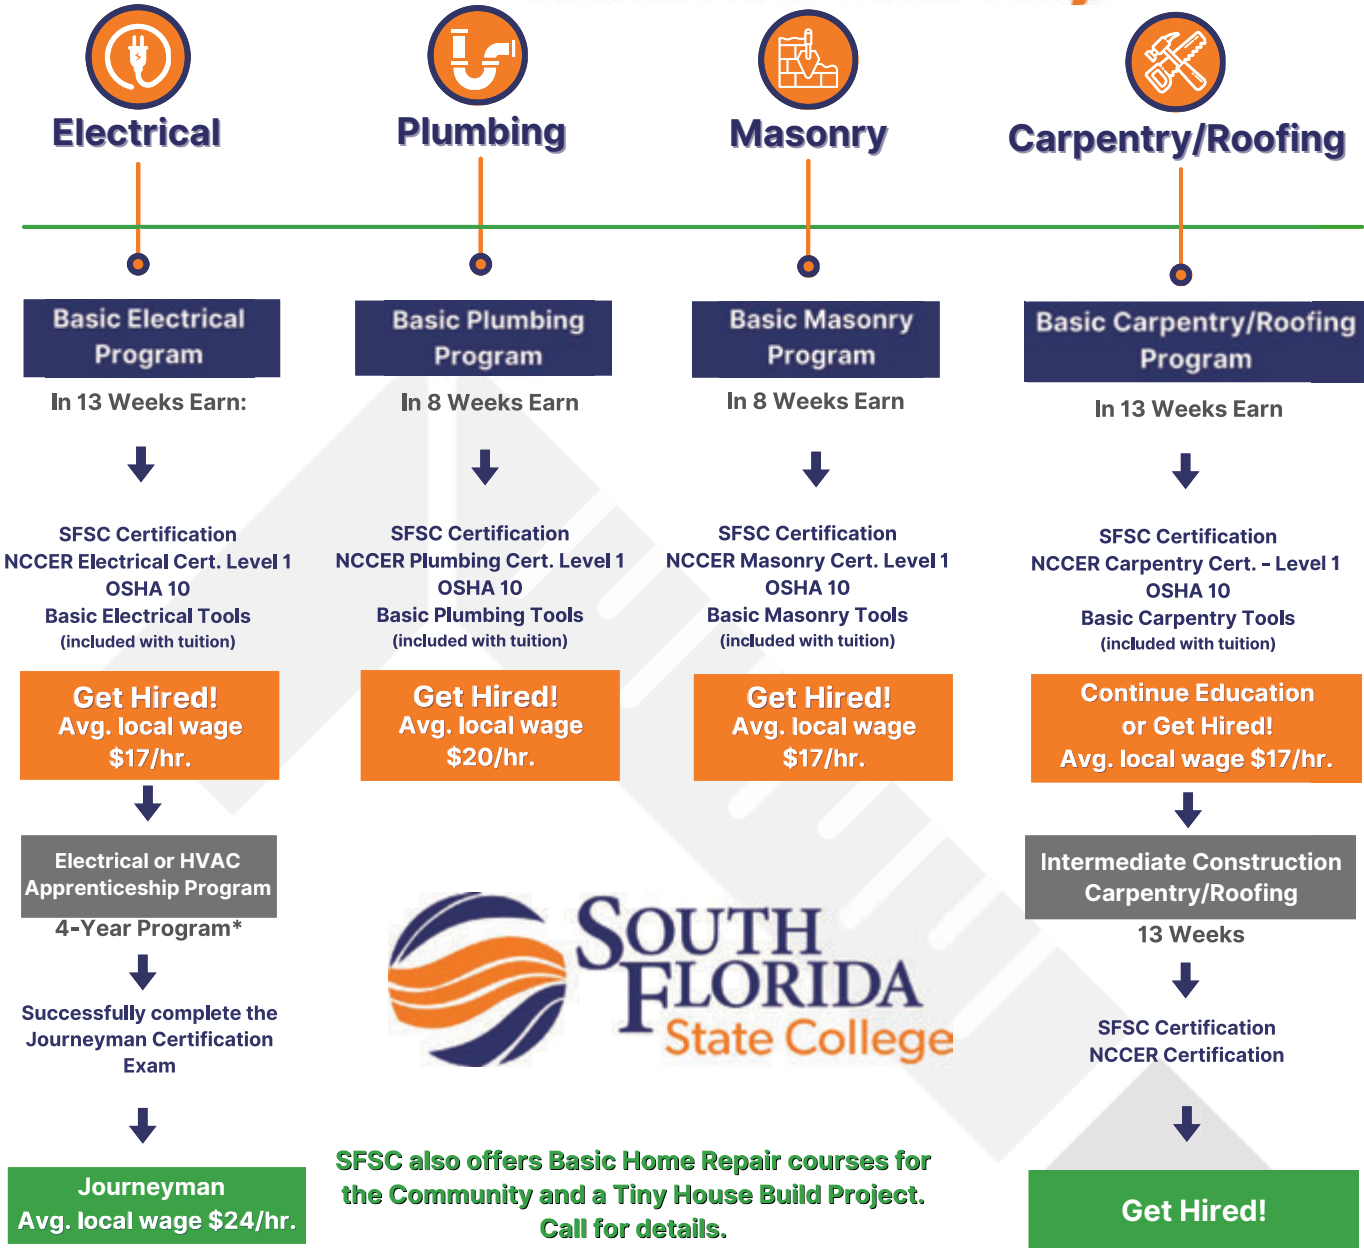 Electrical
Plumbing
Masonry
Carpentry/Roofing
Basic Electrical
Program
In 13 Weeks Earn:
SFSC Certification
NCCER Electrical Cert. Level 1
OSHA 10
Basic Electrical Tools
(included with tuition)
Get Hired!
Avg. local wage
$17/hr.
Electrical or HVAC
Apprenticeship Program
4-Year Program*
Successfully complete the
Journeyman Certification
Exam
Journeyman
Avg. local wage $24/hr.
Basic Plumbing
Program
In 8 Weeks Earn
SFSC Certification
NCCER Plumbing Cert. Level 1
OSHA 10
Basic Plumbing Tools
(included with tuition)
Get Hired!
Avg. local wage
$20/hr.
Basic Masonry
Program
In 8 Weeks Earn
SFSC Certification
NCCER Masonry Cert. Level 1
OSHA 10
Basic Masonry Tools
(included with tuition)
Get Hired!
Avg. local wage
$17/hr.
Basic Carpentry/Roofing
Program
In 13 Weeks Earn
SFSC Certification
NCCER Carpentry Cert. - Level 1
OSHA 10
Basic Carpentry Tools
(included with tuition)
Continue Education
or Get Hired!
Avg. local wage $17/hr.
Intermediate Construction
Carpentry/Roofing
13 Weeks
SFSC Certification
NCCER Certification
Get Hired!
SOUTH
FLORIDA
State College
SFSC also offers Basic Home Repair courses for
the Community and a Tiny House Build Project.
Call for details.